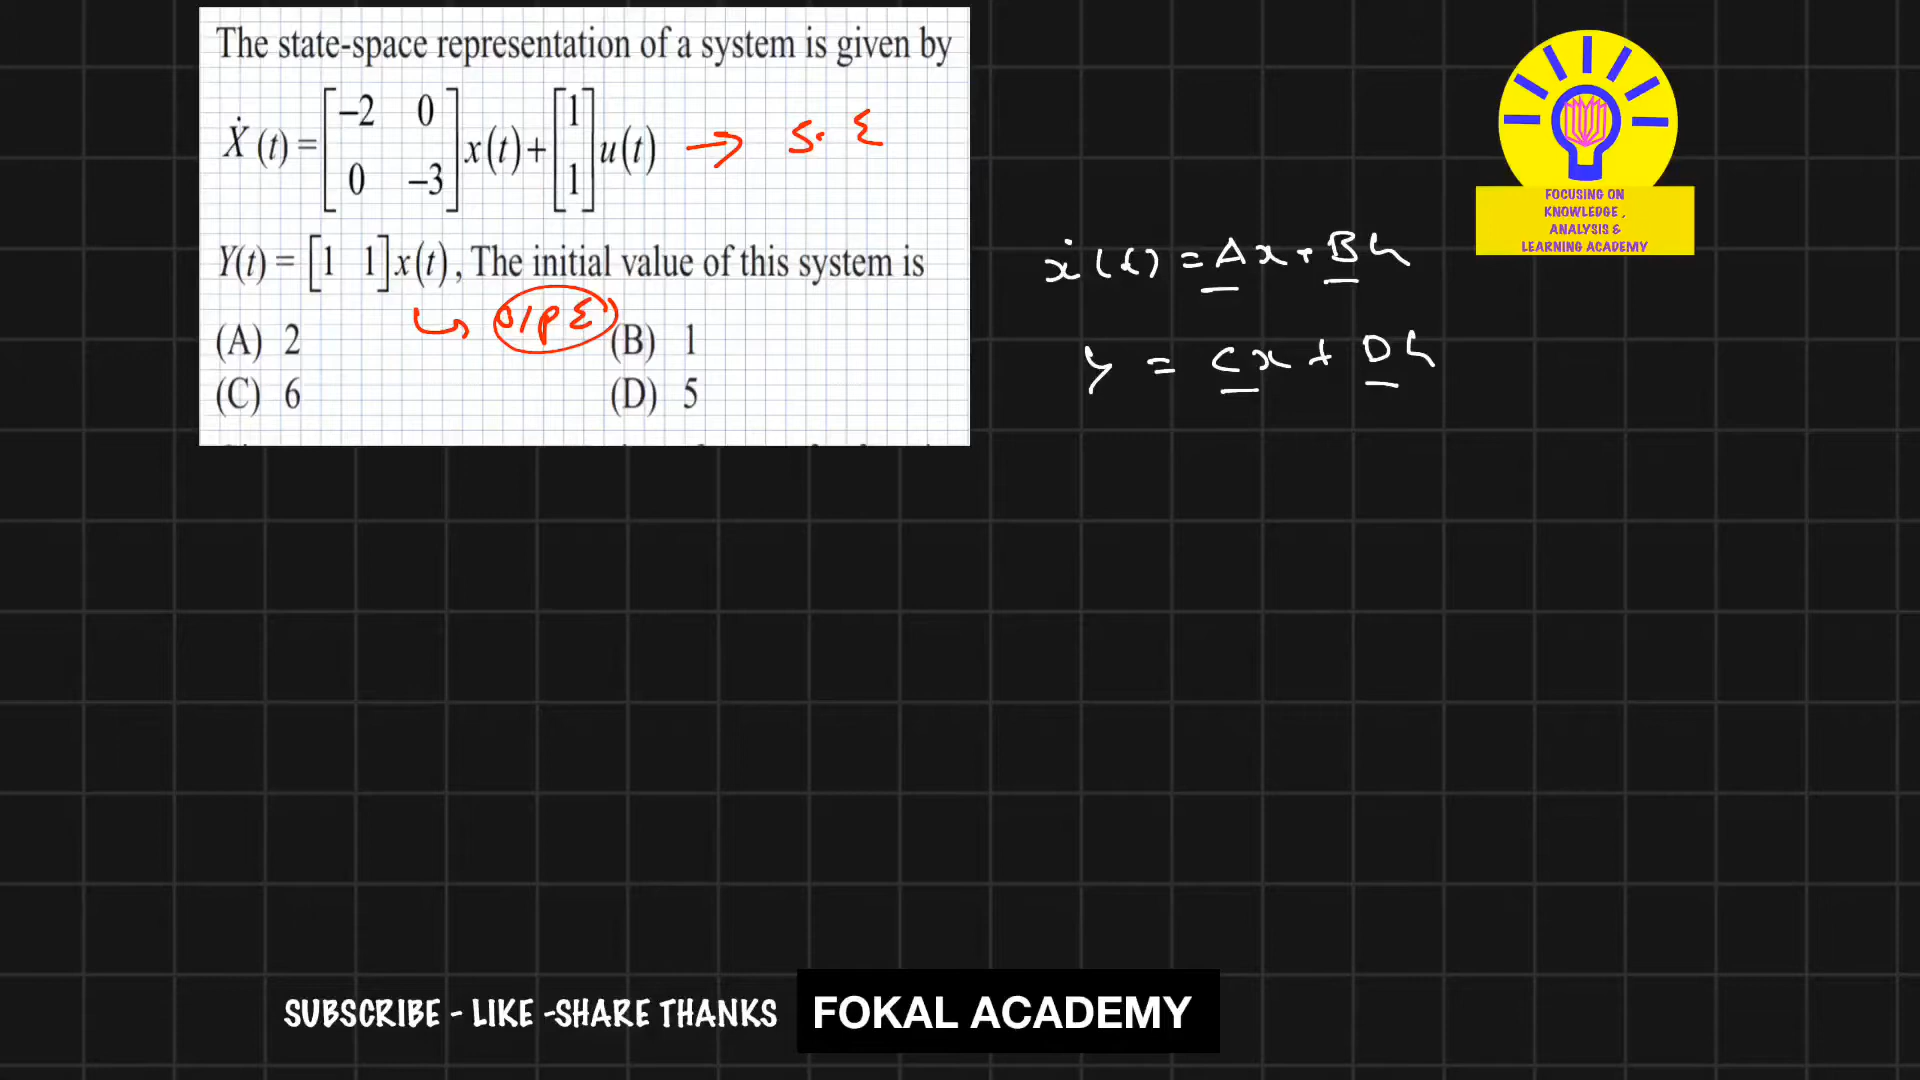 The state-space representation of a system is given by
Ẋ(t) = [−2 0; 0 −3] x(t) + [1; 1] u(t) → S. E
Y(t) = [1 1] x(t), The initial value of this system is
O/P E
(A) 2 (B) 1
(C) 6 (D) 5
ẋ(t) = Ax + Bu
y = Cx + Du
FOCUSING ON
KNOWLEDGE ,
ANALYSIS &
LEARNING ACADEMY
SUBSCRIBE - LIKE -SHARE THANKS
FOKAL ACADEMY